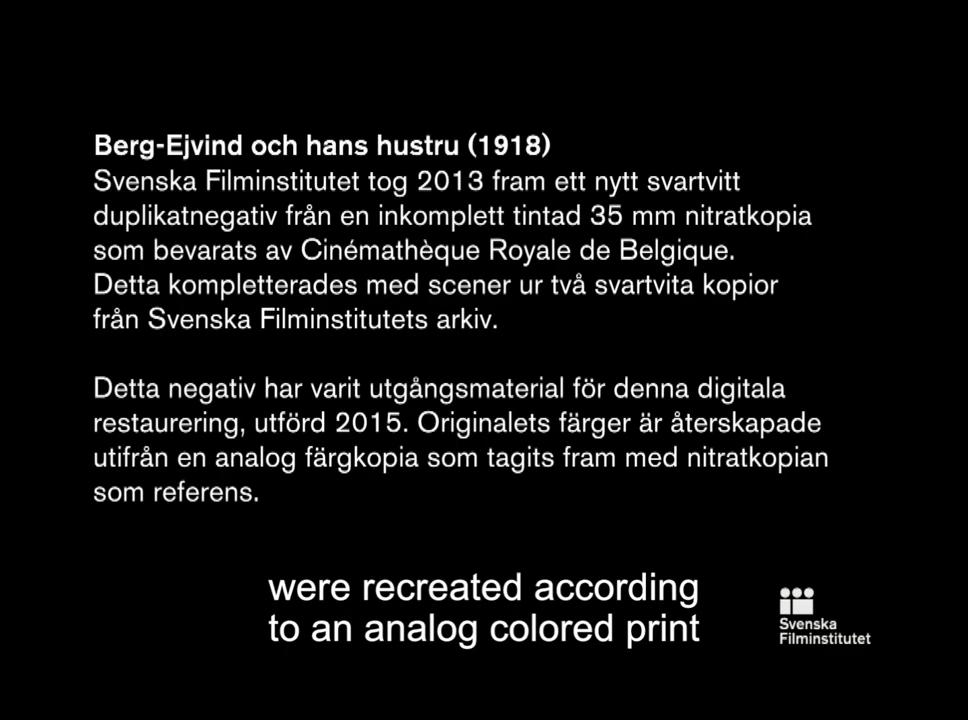 Berg-Ejvind och hans hustru (1918)
Svenska Filminstitutet tog 2013 fram ett nytt svartvitt
duplikatnegativ från en inkomplett tintad 35 mm nitratkopia
som bevarats av Cinémathèque Royale de Belgique.
Detta kompletterades med scener ur två svartvita kopior
från Svenska Filminstitutets arkiv.
Detta negativ har varit utgångsmaterial för denna digitala
restaurering, utförd 2015. Originalets färger är återskapade
utifrån en analog färgkopia som tagits fram med nitratkopian
som referens.
were recreated according
to an analog colored print
Svenska
Filminstitutet